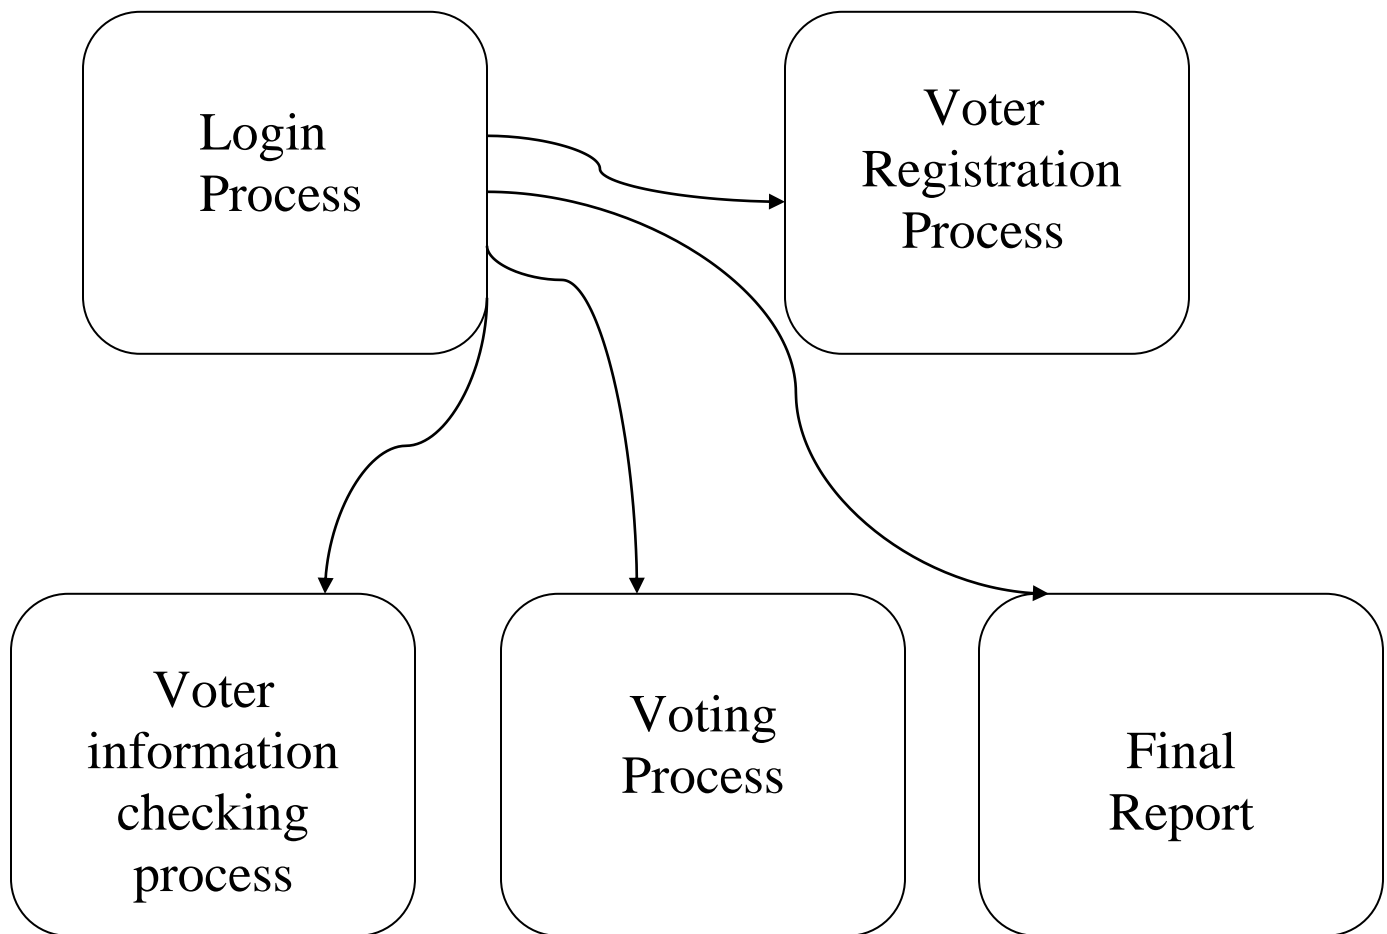 Login
Process
Voter
Registration
Process
Voter
information
checking
process
Voting
Process
Final
Report